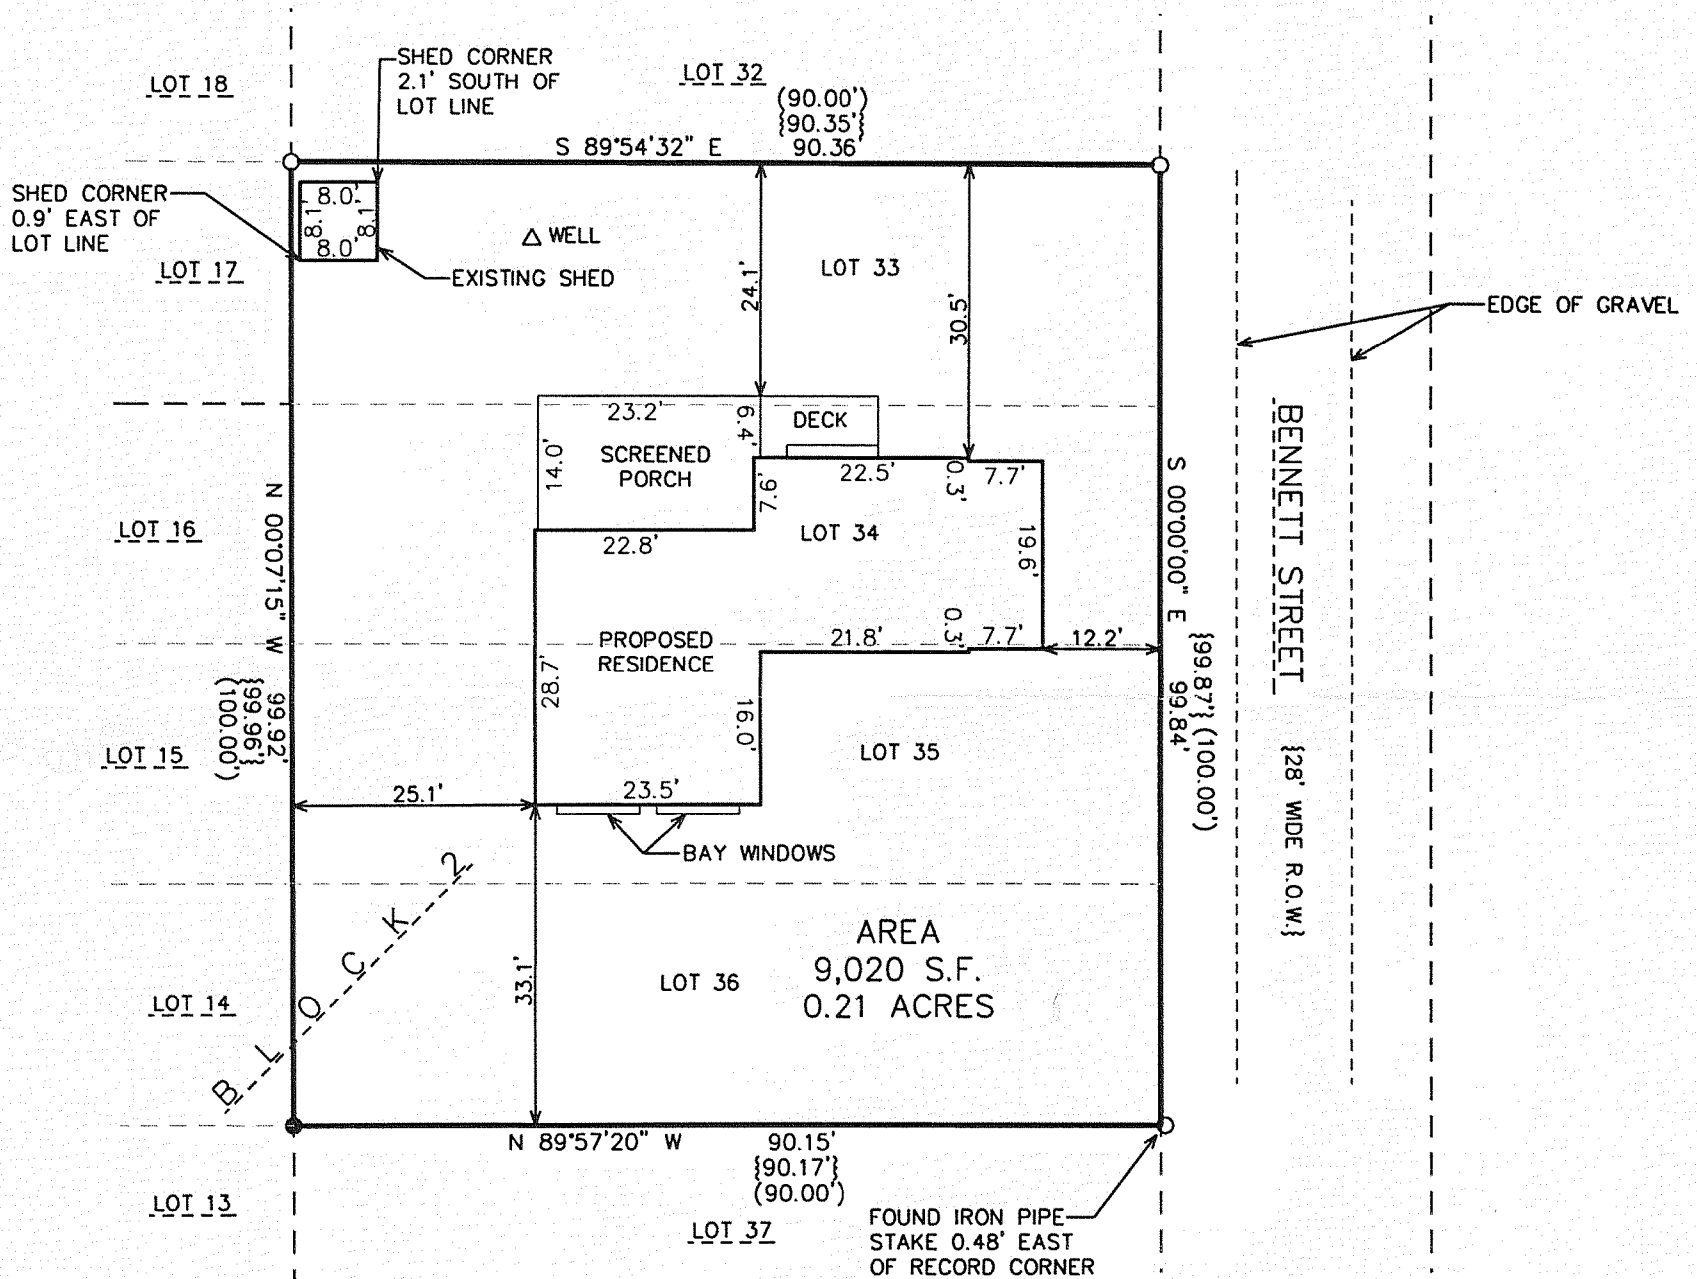 SHED CORNER
2.1' SOUTH OF
LOT LINE
LOT 18
LOT 32
(90.00')
{90.35'}
S 89°54'32" E 90.36'
SHED CORNER
0.9' EAST OF
LOT LINE
8.0'
8.1'
8.1'
8.0'
WELL
LOT 17
EXISTING SHED
24.1'
LOT 33
30.5'
EDGE OF GRAVEL
23.2'
6.4'
DECK
14.0'
SCREENED
PORCH
22.5'
0.3'
7.7'
7.6'
LOT 16
22.8'
LOT 34
19.6'
N 00°07'15" W 99.92'
{99.96'}
(100.00')
S 00°00'00" E 99.84'
{99.87'} (100.00')
BENNETT STREET {28' WIDE R.O.W.}
PROPOSED
RESIDENCE
21.8'
0.3'
7.7'
12.2'
28.7'
16.0'
LOT 15
LOT 35
25.1'
23.5'
BAY WINDOWS
BLOCK 2
33.1'
AREA
9,020 S.F.
0.21 ACRES
LOT 36
LOT 14
N 89°57'20" W 90.15'
{90.17'}
(90.00')
LOT 13
LOT 37
FOUND IRON PIPE
STAKE 0.48' EAST
OF RECORD CORNER